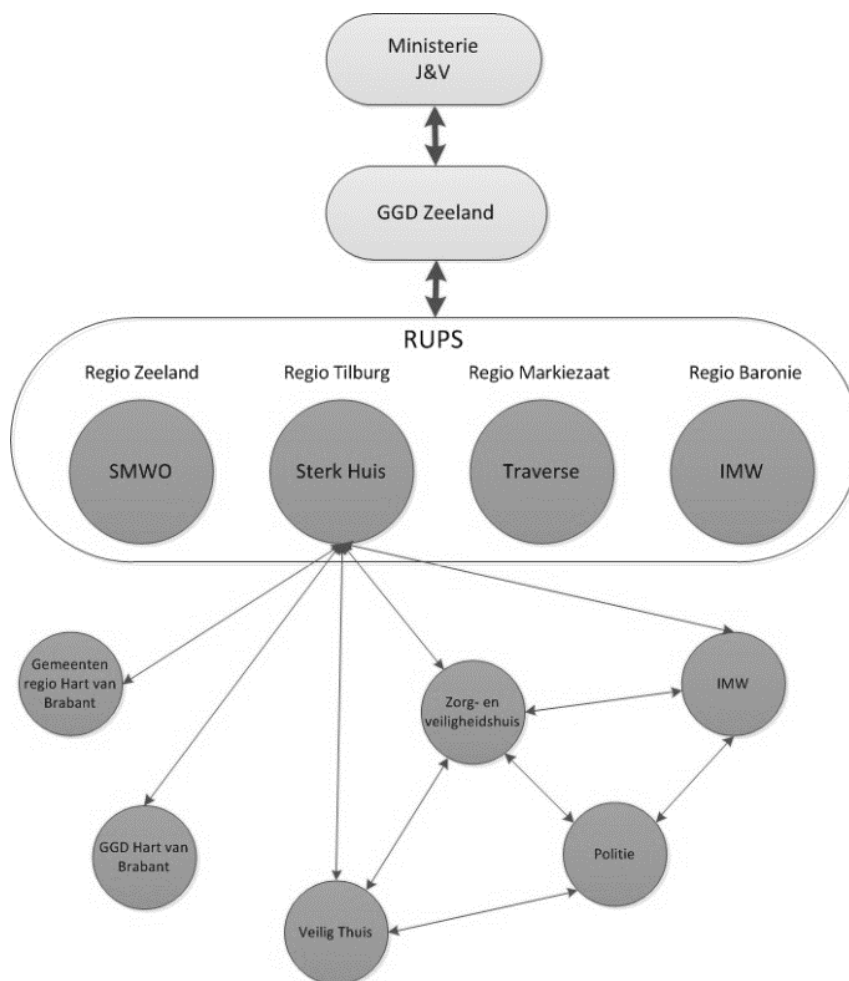 Ministerie
J&V
GGD Zeeland
RUPS
Regio Zeeland
Regio Tilburg
Regio Markiezaat
Regio Baronie
SMWO
Sterk Huis
Traverse
IMW
Gemeenten
regio Hart van
Brabant
Zorg- en
veiligheidshuis
IMW
GGD Hart van
Brabant
Politie
Veilig Thuis